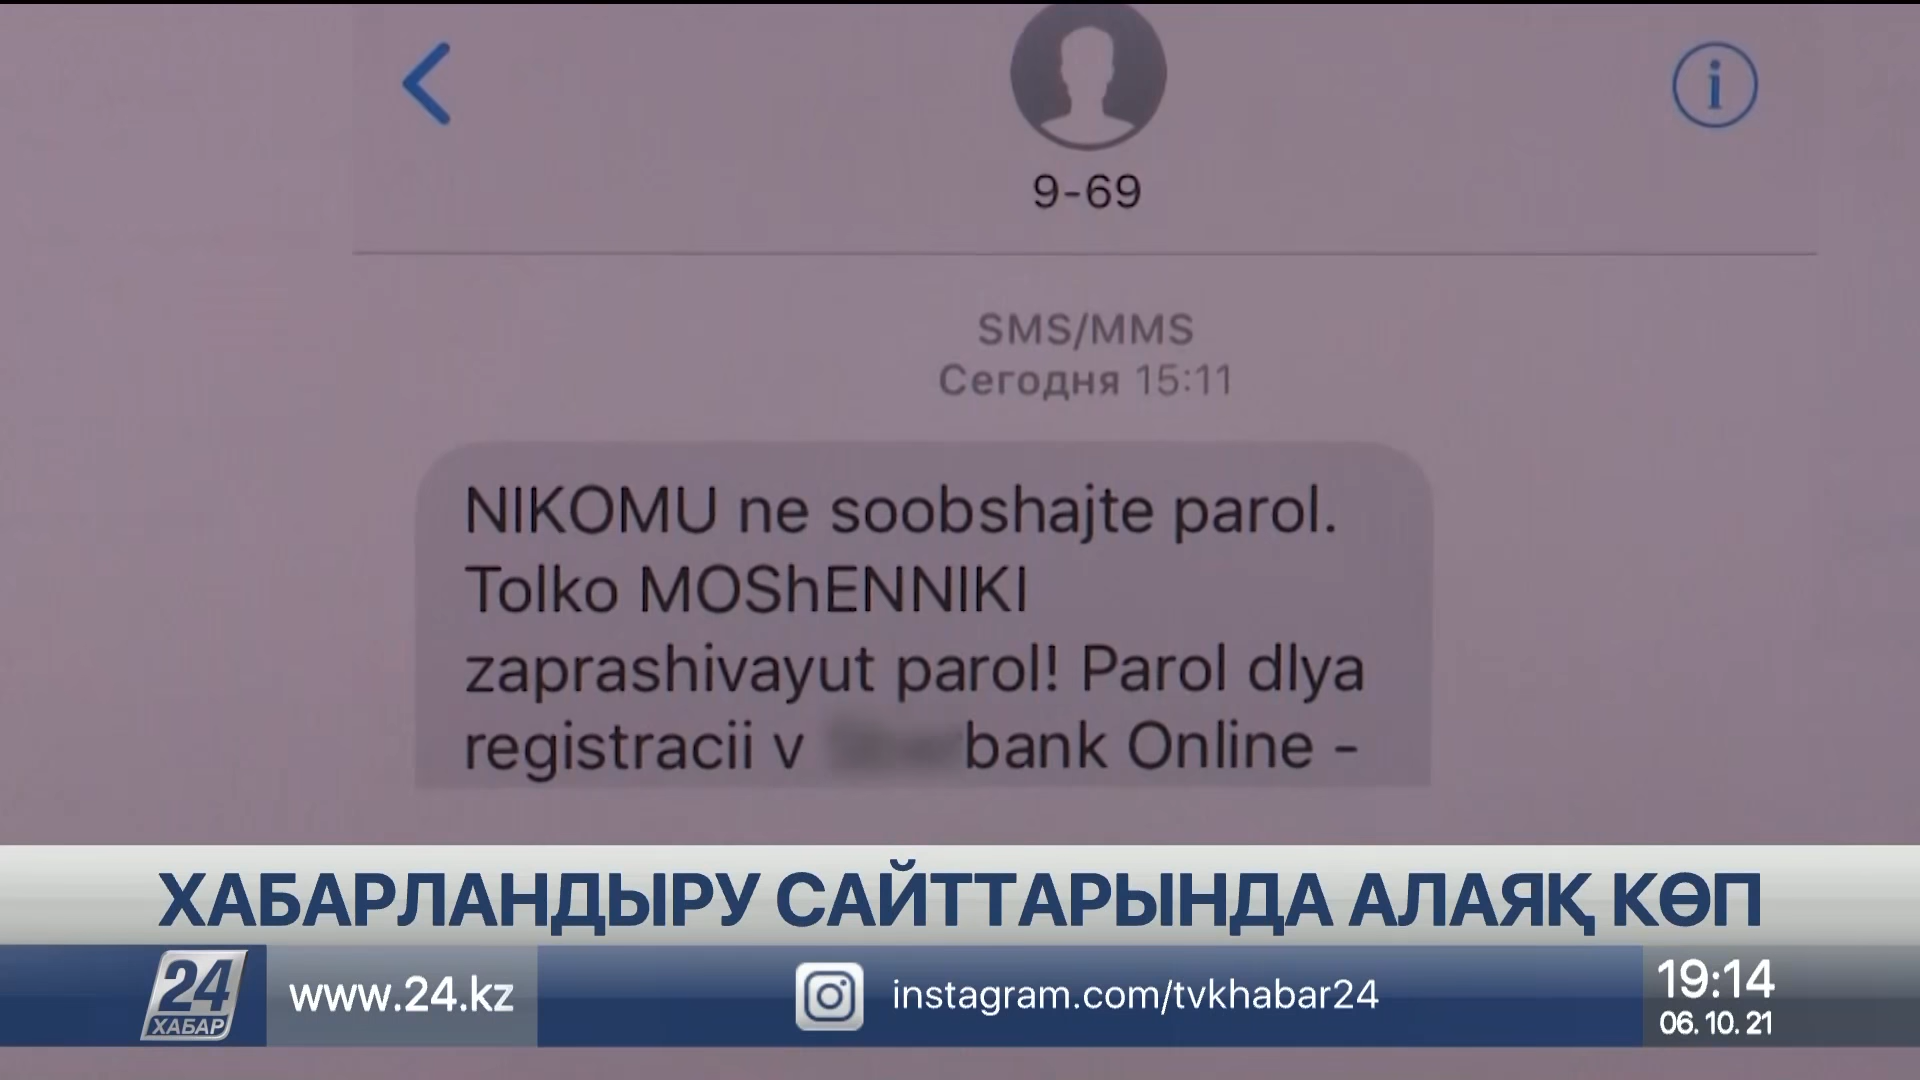 9-69
SMS/MMS
Сегодня 15:11
NIKOMU ne soobshajte parol.
Tolko MOShENNIKI
zaprashivayut parol! Parol dlya
registracii v bank Online -
ХАБАРЛАНДЫРУ САЙТТАРЫНДА АЛАЯҚ КӨП
24
ХАБАР
www.24.kz
instagram.com/tvkhabar24
19:14
06.10.21